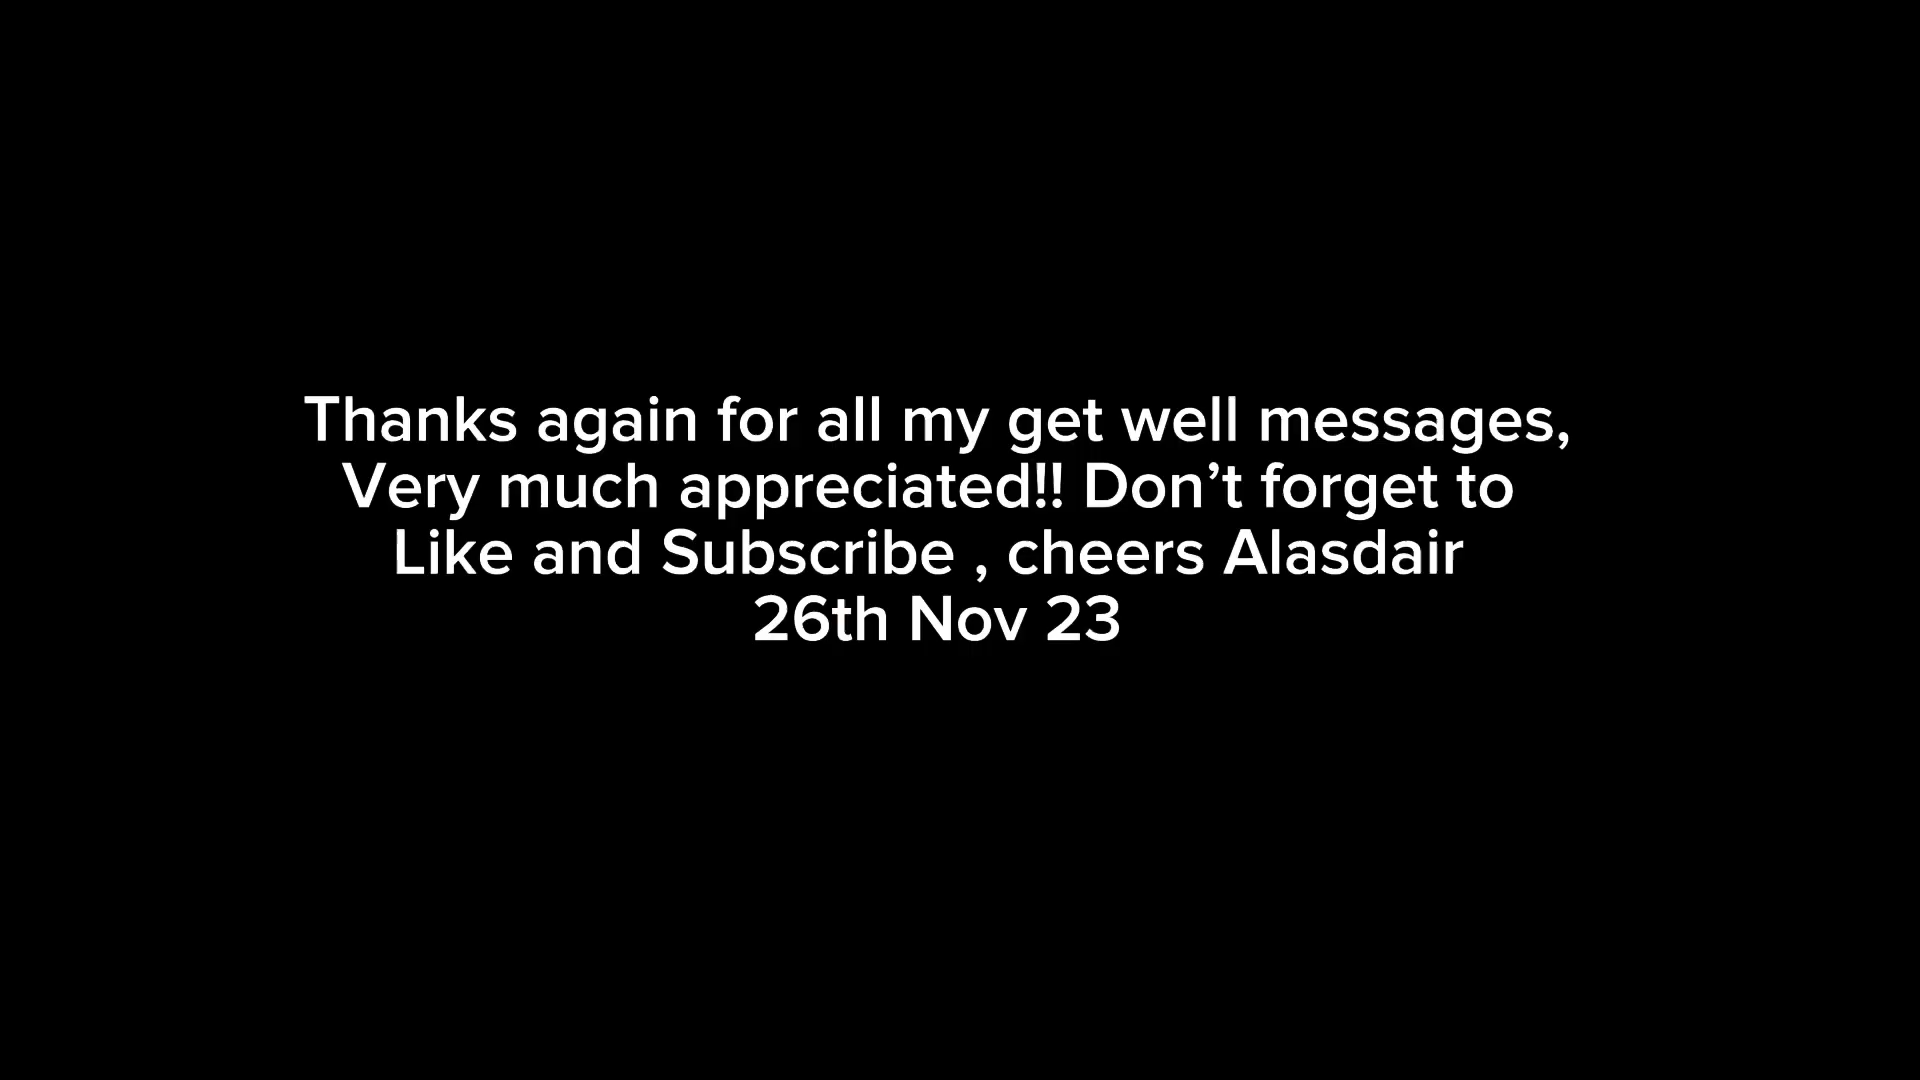 Thanks again for all my get well messages,
Very much appreciated!! Don’t forget to
Like and Subscribe , cheers Alasdair
26th Nov 23